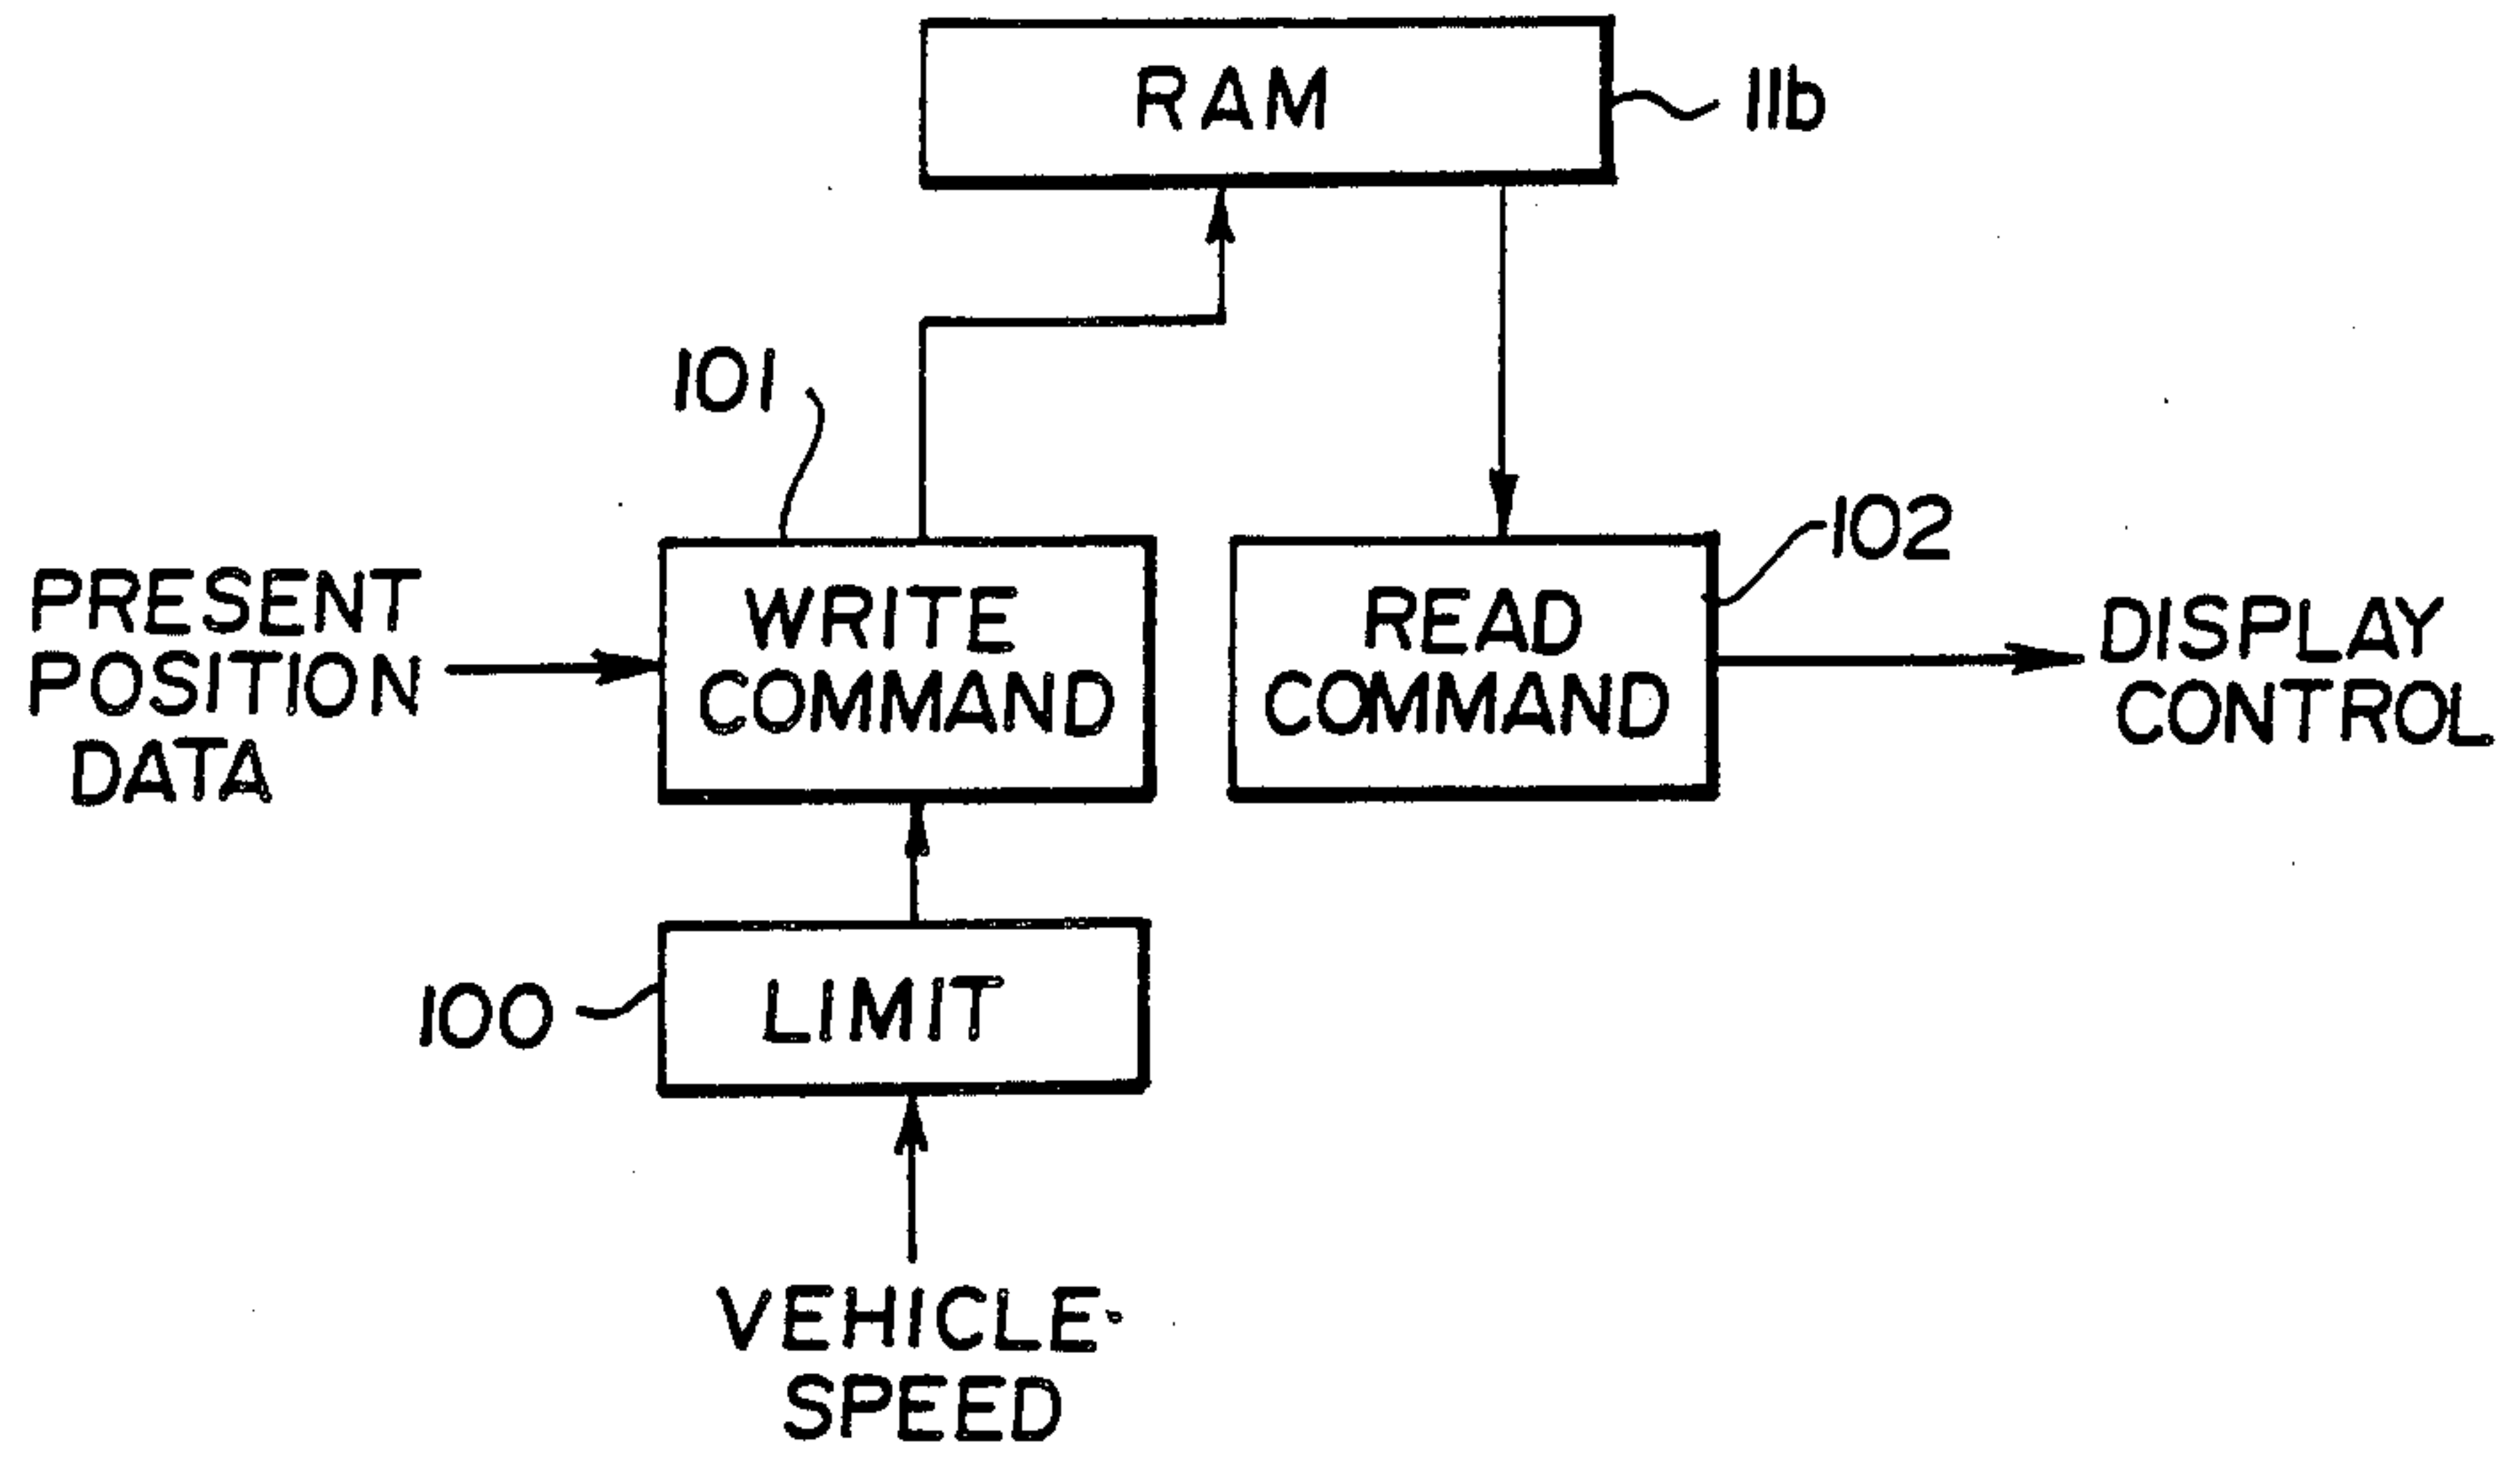 RAM
11b
101
102
PRESENT
POSITION
DATA
WRITE
COMMAND
READ
COMMAND
DISPLAY
CONTROL
100
LIMIT
VEHICLE
SPEED